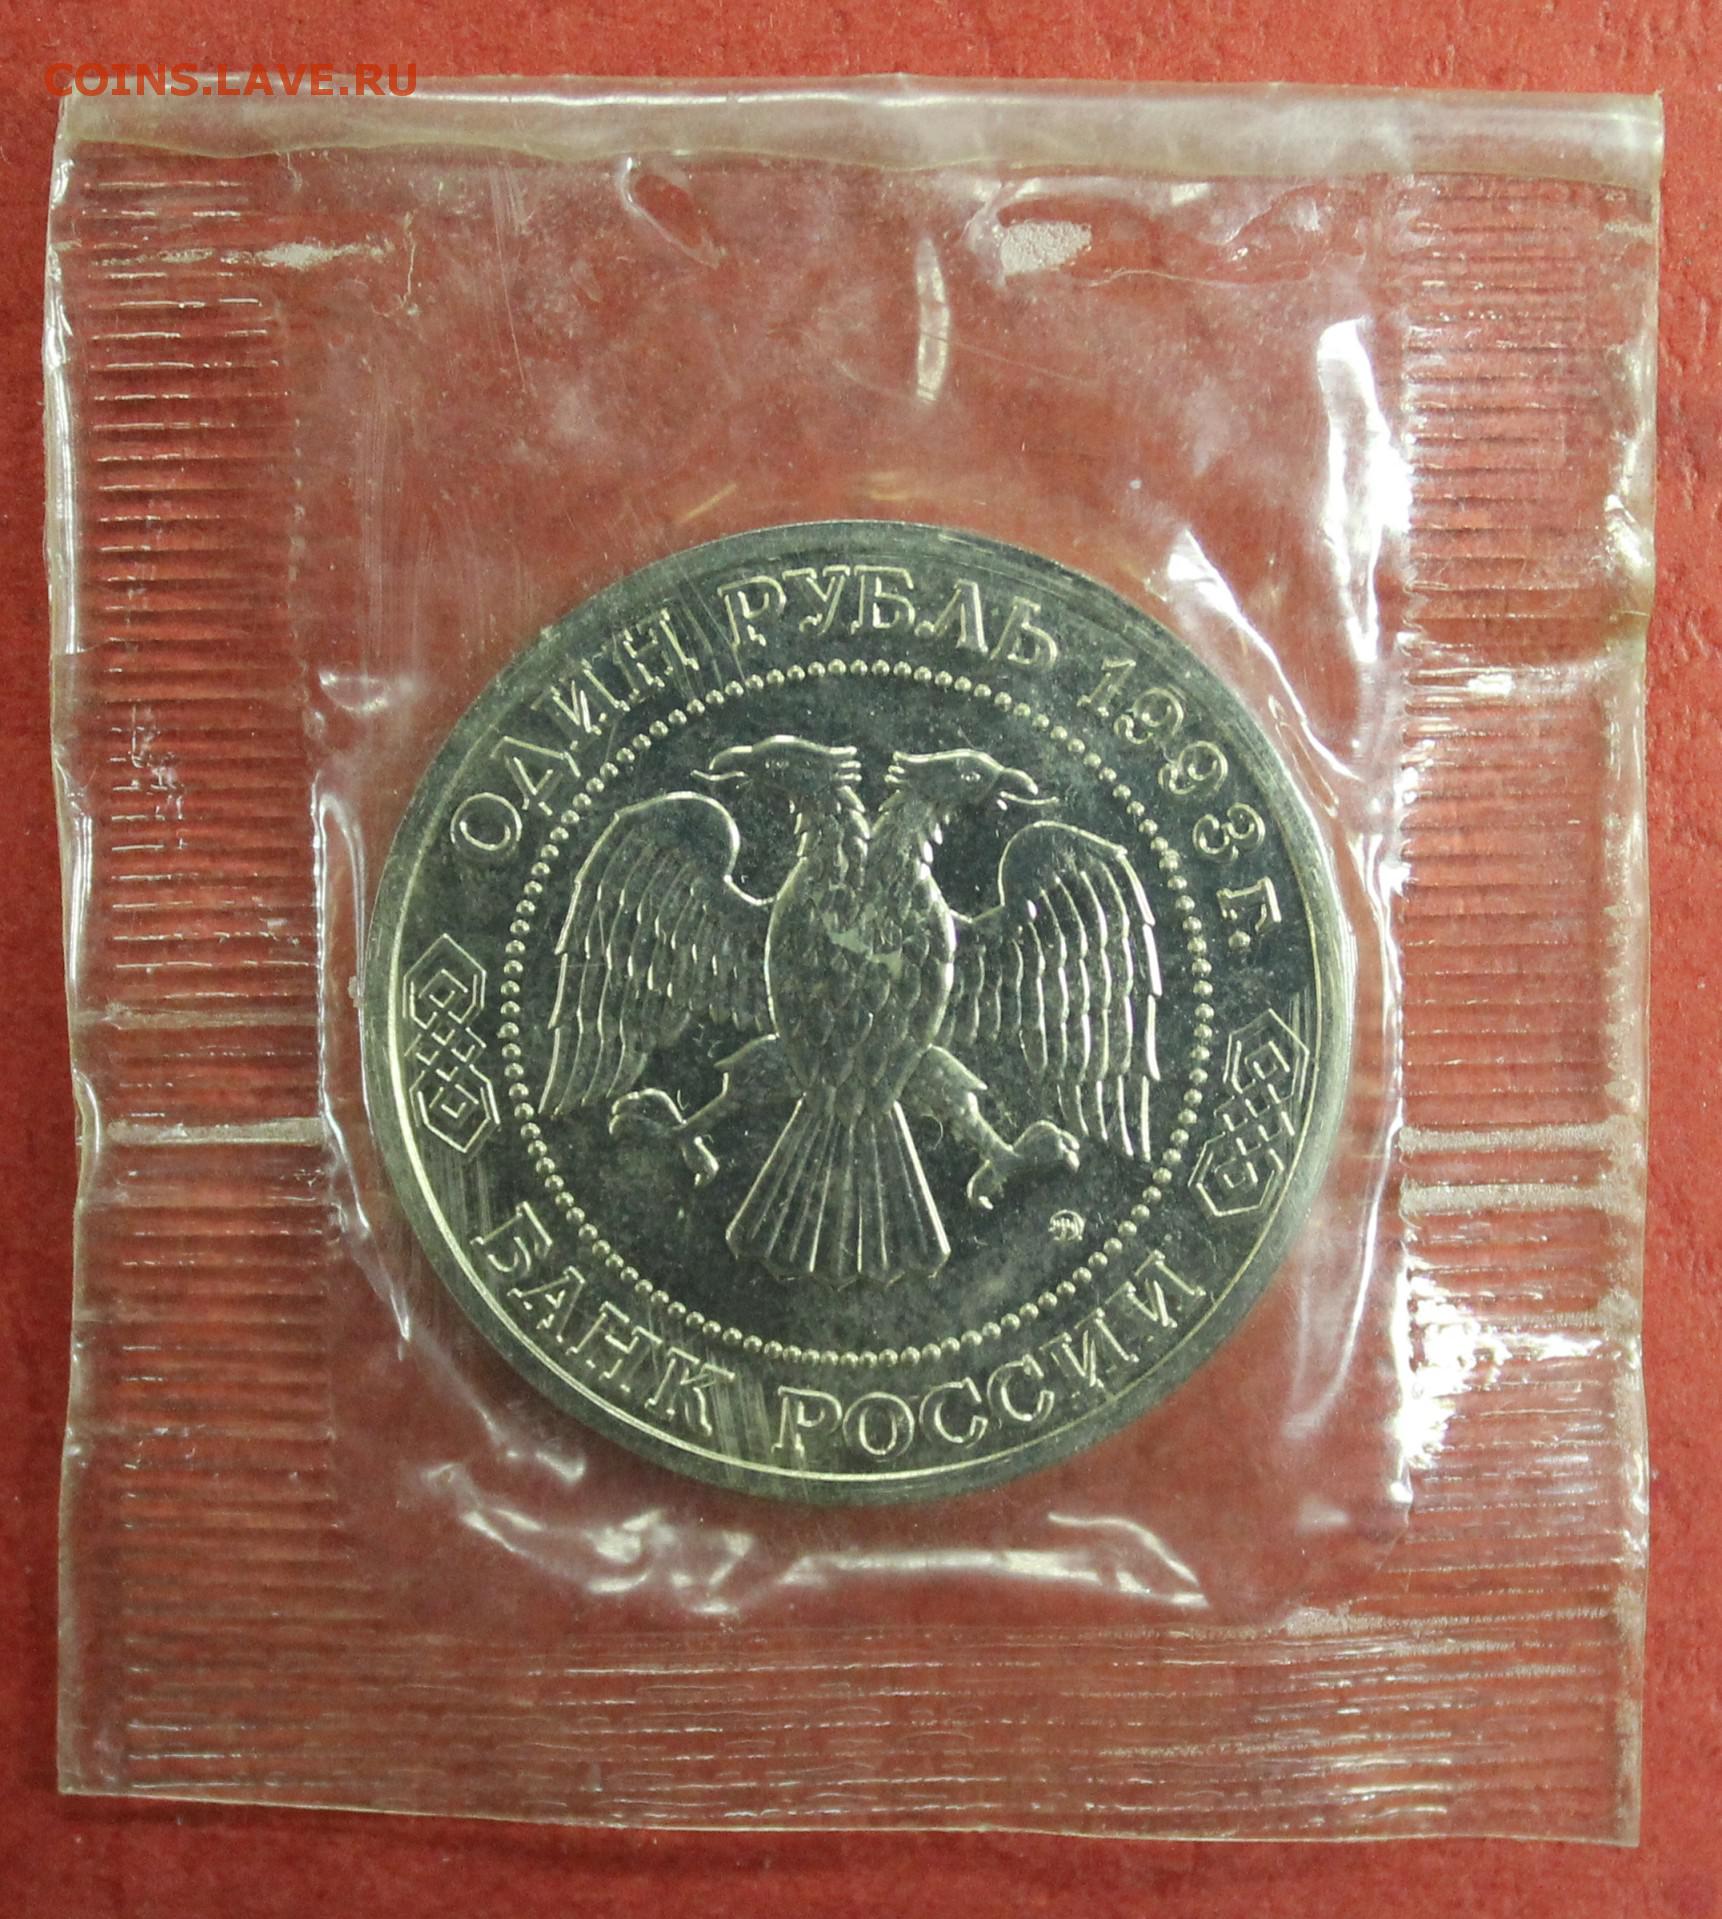 COINS.LAVE.RU
ОДИН РУБЛЬ 1993 г.
БАНК РОССИИ